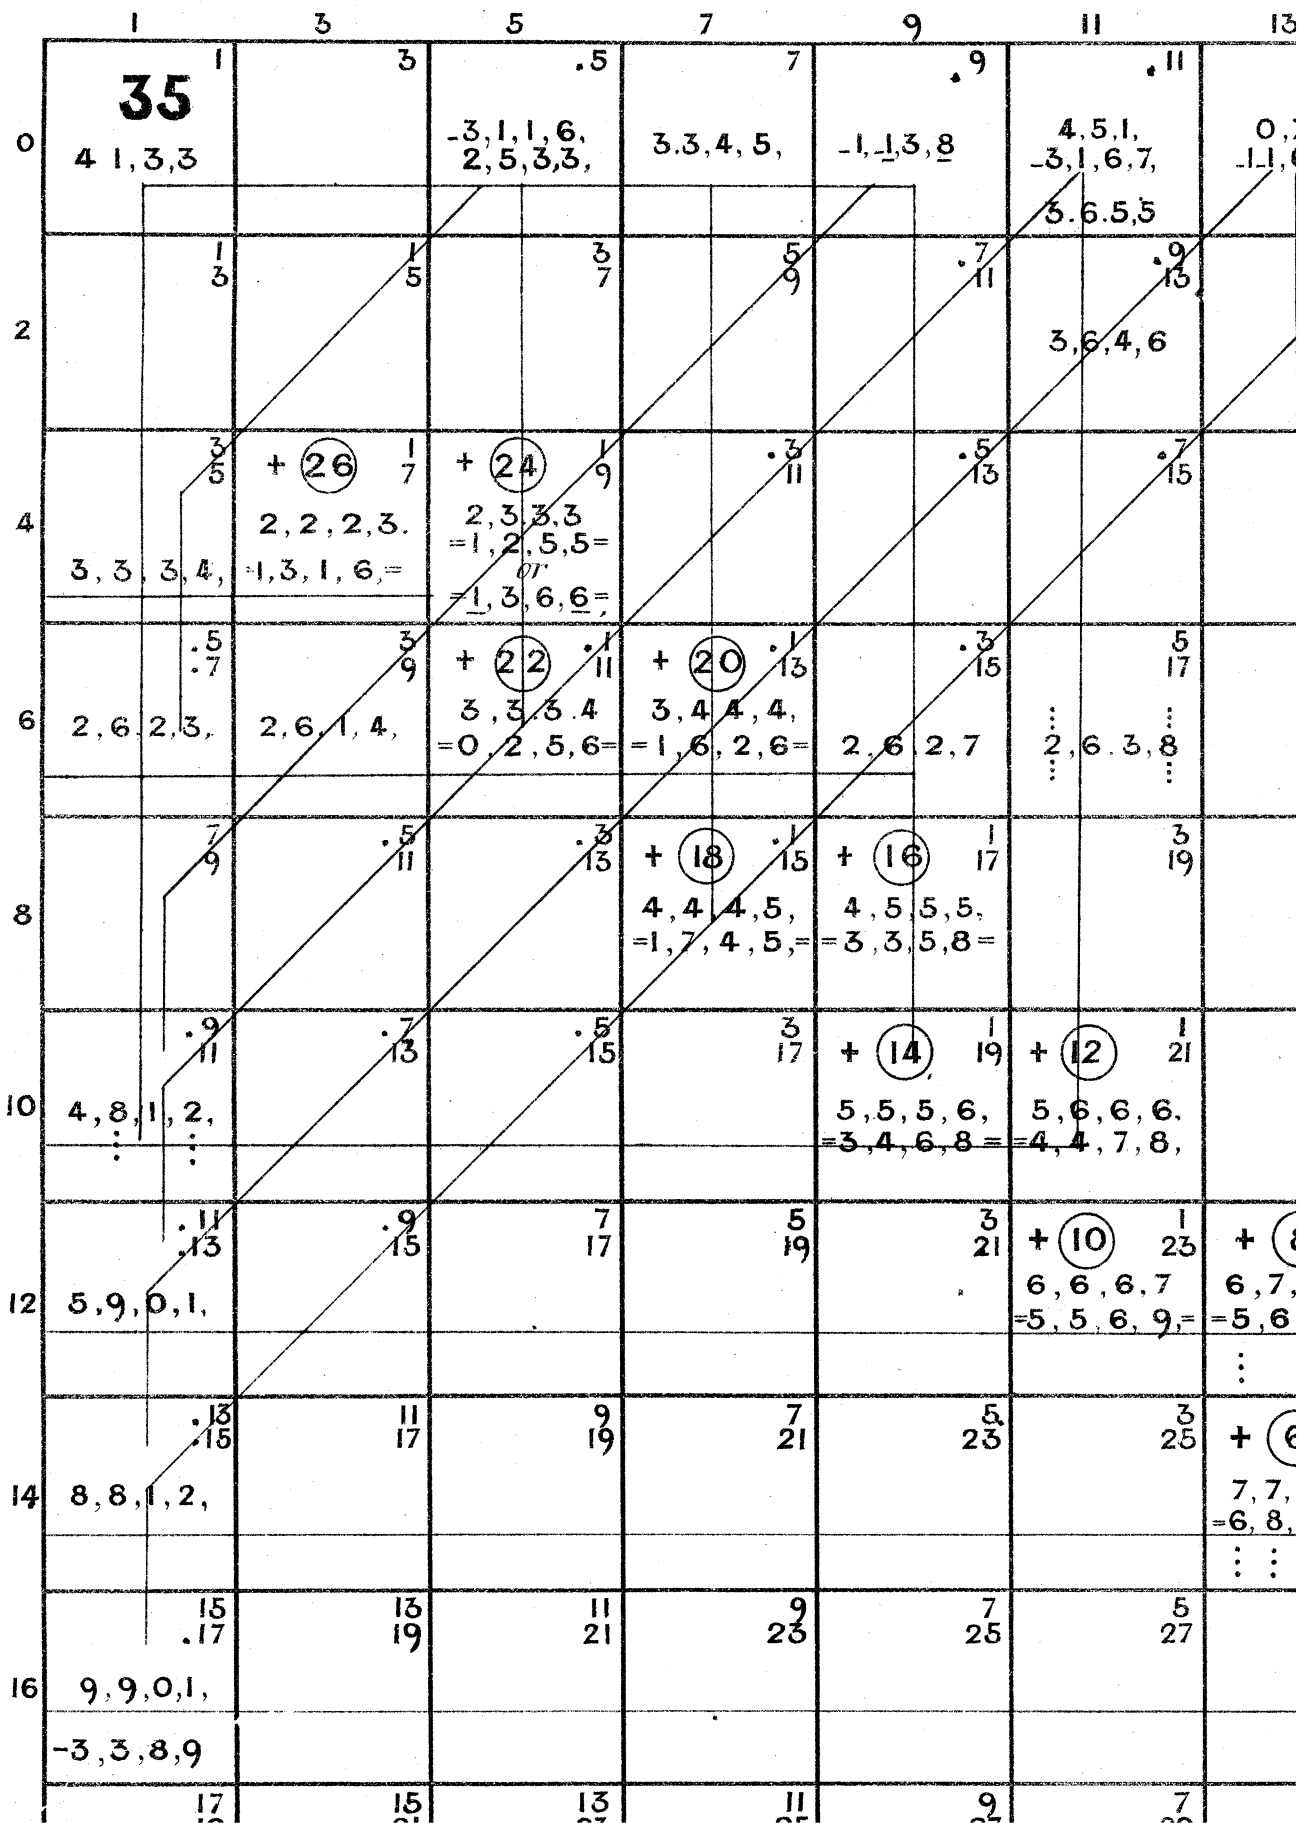 1 3 5 7 9 11 13
1 3 .5 7 .9 .11
35
0
4 1,3,3
-3,1,1,6,
2,5,3,3,
3.3,4,5,
-1,-1,3,8
4,5,1,
-3,1,6,7,
3.6.5,5
1 1 3 5 .7 .9
3 5 7 9 11 13
2
3,6,4,6
3 + 26 1 + 24 1 .3 .5 .7
5 7 9 11 13 15
4
3,3,3,4,
2,2,2,3.
=1,3,1,6,=
2,3.3,3
=1,2,5,5=
or
=1,3,6,6=,
.5 3 + 22 .1 + 20 .1 .3 5
.7 9 11 13 15 17
6
2,6.2,3,
2,6,1,4,
3,3.3.4
=0,2,5,6=
3,4,4,4,
=1,6,2,6=
2,6,2,7
2,6.3,8
7 .5 .3 + 18 .1 + 16 1 3
9 11 13 15 17 19
8
4,4,4,5,
=1,7,4,5,=
4,5,5,5,
=3,3,5,8=
.9 .7 .5 3 + 14 1 + 12 1
11 13 15 17 19 21
10
4,8,1,2,
5,5,5,6,
=3,4,6,8=
5,6,6,6,
=4,4,7,8,
.11 .9 7 5 3 + 10 1 +
.13 15 17 19 21 23
12
5,9,0,1,
6,6,6,7
=5,5,6,9,=
6,7,
=5,6
.13 11 9 7 5 3 +
.15 17 19 21 23 25
14
8,8,1,2,
7,7,
=6,8,
15 13 11 9 7 5
.17 19 21 23 25 27
16
9,9,0,1,
-3,3,8,9
17 15 13 11 9 7